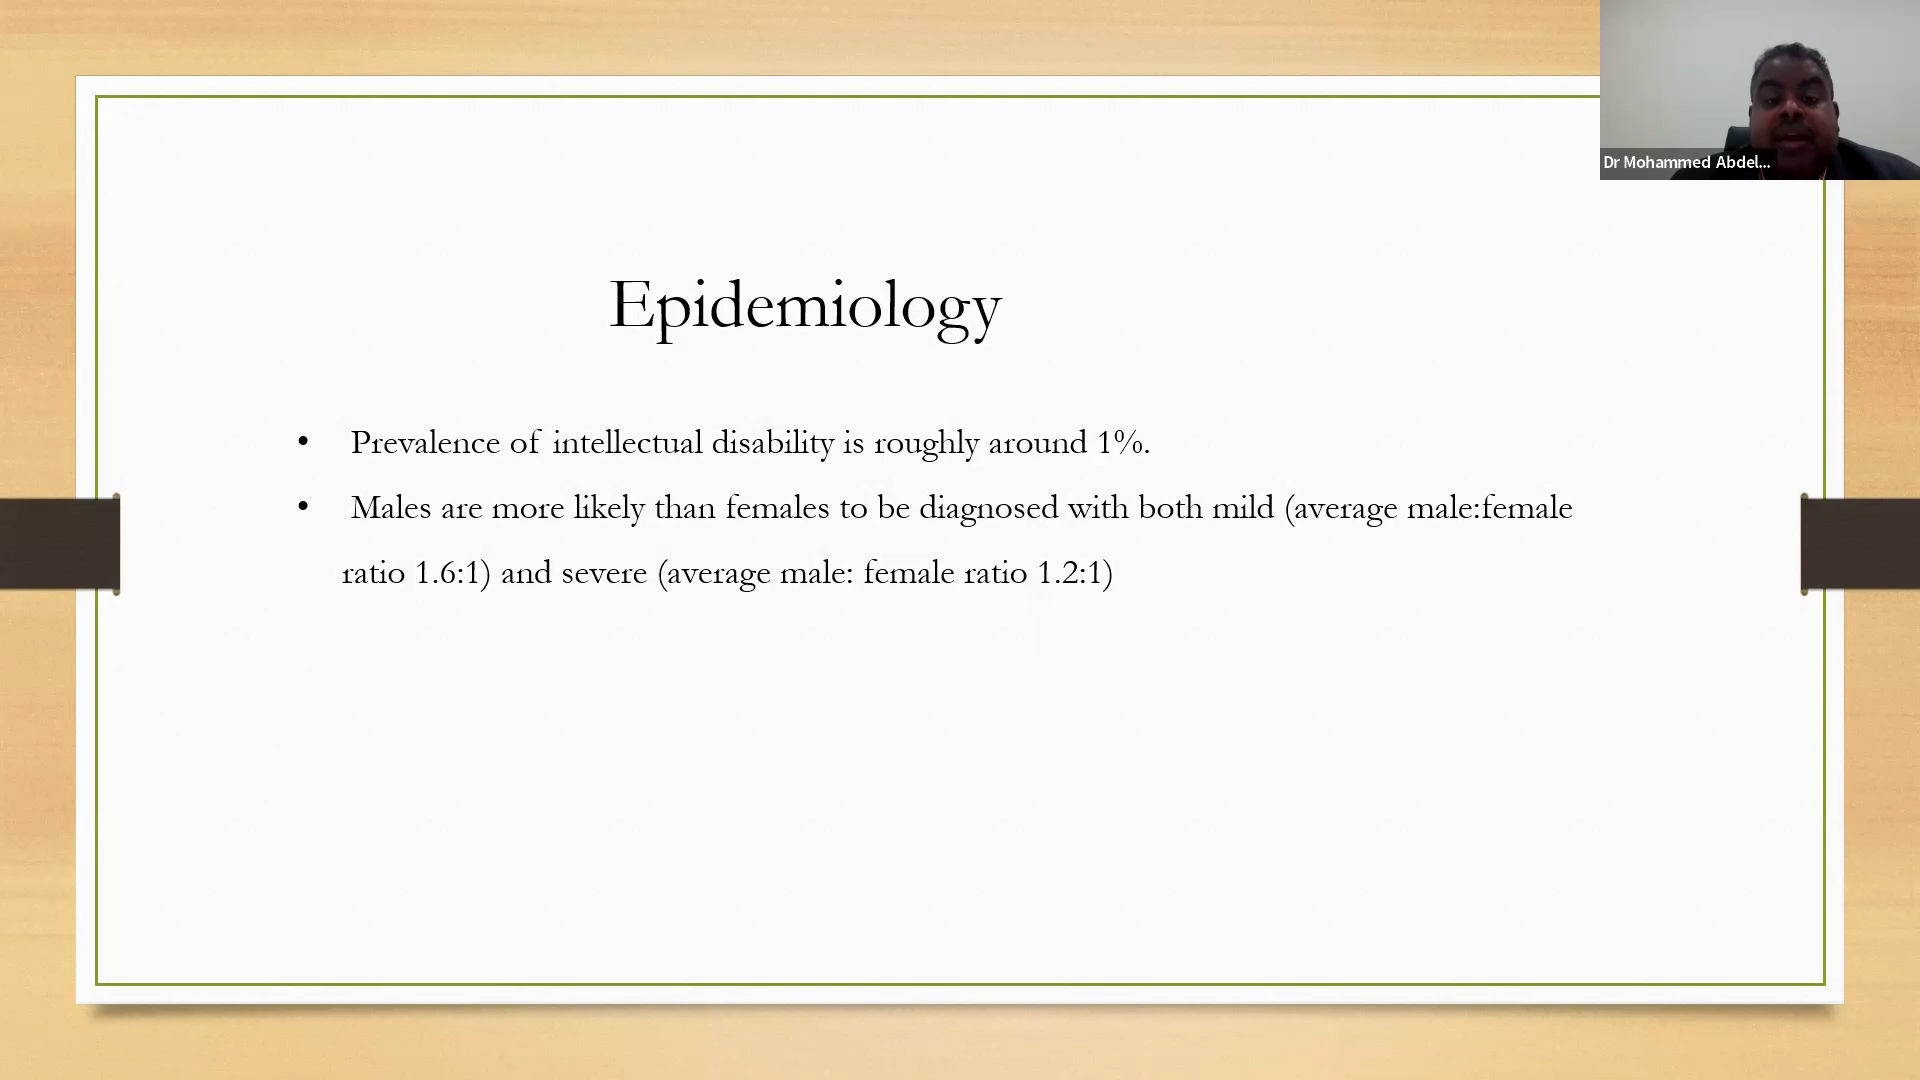 Dr Mohammed Abdel...
Epidemiology
• Prevalence of intellectual disability is roughly around 1%.
• Males are more likely than females to be diagnosed with both mild (average male:female
ratio 1.6:1) and severe (average male: female ratio 1.2:1)